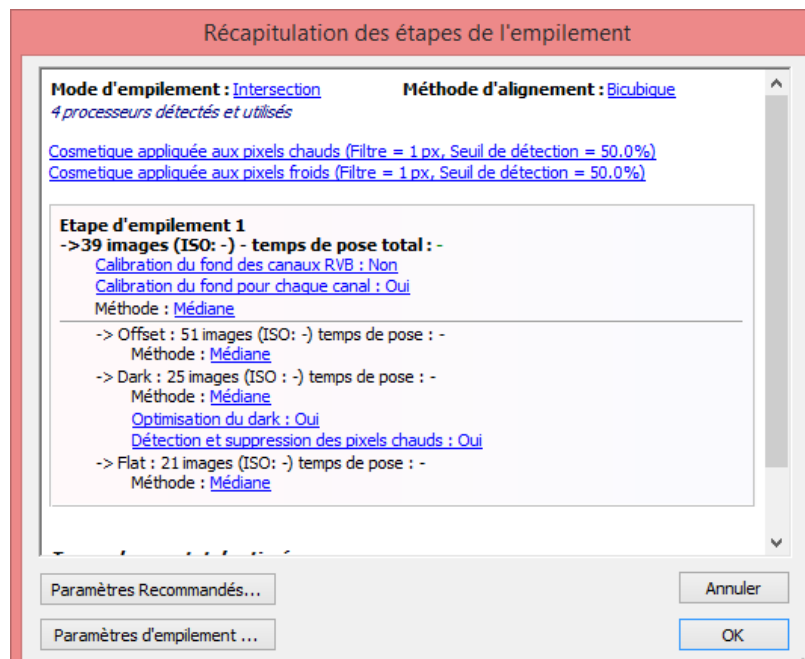 Récapitulation des étapes de l'empilement
Mode d'empilement : Intersection Méthode d'alignement : Bicubique
4 processeurs détectés et utilisés
Cosmetique appliquée aux pixels chauds (Filtre = 1 px, Seuil de détection = 50.0%)
Cosmetique appliquée aux pixels froids (Filtre = 1 px, Seuil de détection = 50.0%)
Etape d'empilement 1
->39 images (ISO: -) - temps de pose total : -
Calibration du fond des canaux RVB : Non
Calibration du fond pour chaque canal : Oui
Méthode : Médiane
-> Offset : 51 images (ISO: -) temps de pose : -
Méthode : Médiane
-> Dark : 25 images (ISO : -) temps de pose : -
Méthode : Médiane
Optimisation du dark : Oui
Détection et suppression des pixels chauds : Oui
-> Flat : 21 images (ISO: -) temps de pose : -
Méthode : Médiane
Paramètres Recommandés...
Annuler
Paramètres d'empilement ...
OK